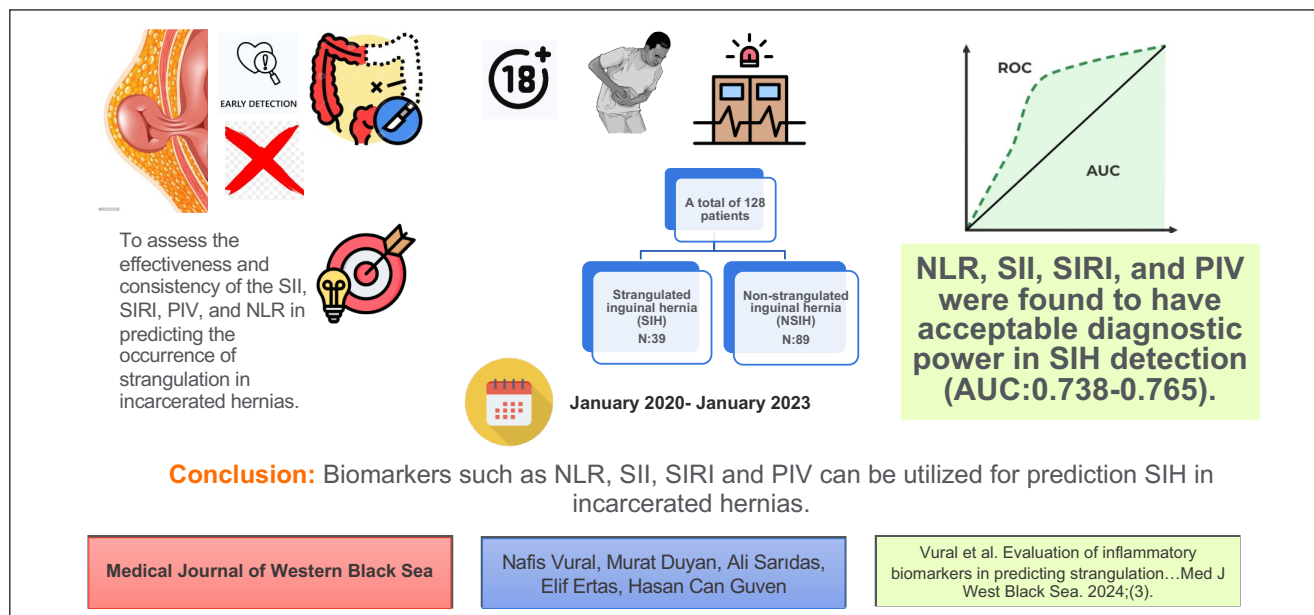 EARLY DETECTION
To assess the
effectiveness and
consistency of the SII,
SIRI, PIV, and NLR in
predicting the
occurrence of
strangulation in
incarcerated hernias.
18+
A total of 128
patients
Strangulated
inguinal hernia
(SIH)
N:39
Non-strangulated
inguinal hernia
(NSIH)
N:89
January 2020- January 2023
ROC
AUC
NLR, SII, SIRI, and PIV
were found to have
acceptable diagnostic
power in SIH detection
(AUC:0.738-0.765).
Conclusion: Biomarkers such as NLR, SII, SIRI and PIV can be utilized for prediction SIH in
incarcerated hernias.
Medical Journal of Western Black Sea
Nafis Vural, Murat Duyan, Ali Sarıdas,
Elif Ertas, Hasan Can Guven
Vural et al. Evaluation of inflammatory
biomarkers in predicting strangulation…Med J
West Black Sea. 2024;(3).